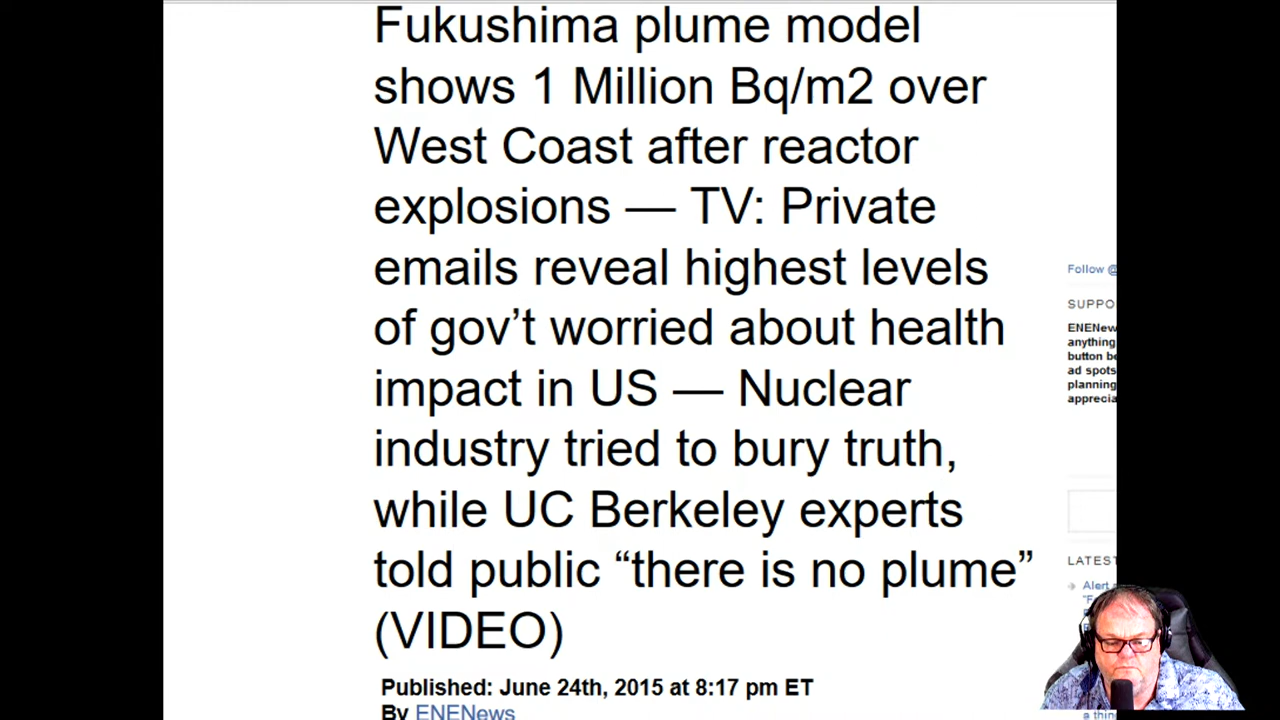 Fukushima plume model
shows 1 Million Bq/m2 over
West Coast after reactor
explosions — TV: Private
emails reveal highest levels
of gov’t worried about health
impact in US — Nuclear
industry tried to bury truth,
while UC Berkeley experts
told public “there is no plume”
(VIDEO)
Published: June 24th, 2015 at 8:17 pm ET
By ENENews
Follow @
SUPPO
ENENew
anything
button be
ad spots
planning
apprecia
LATEST
Alert a
a thin